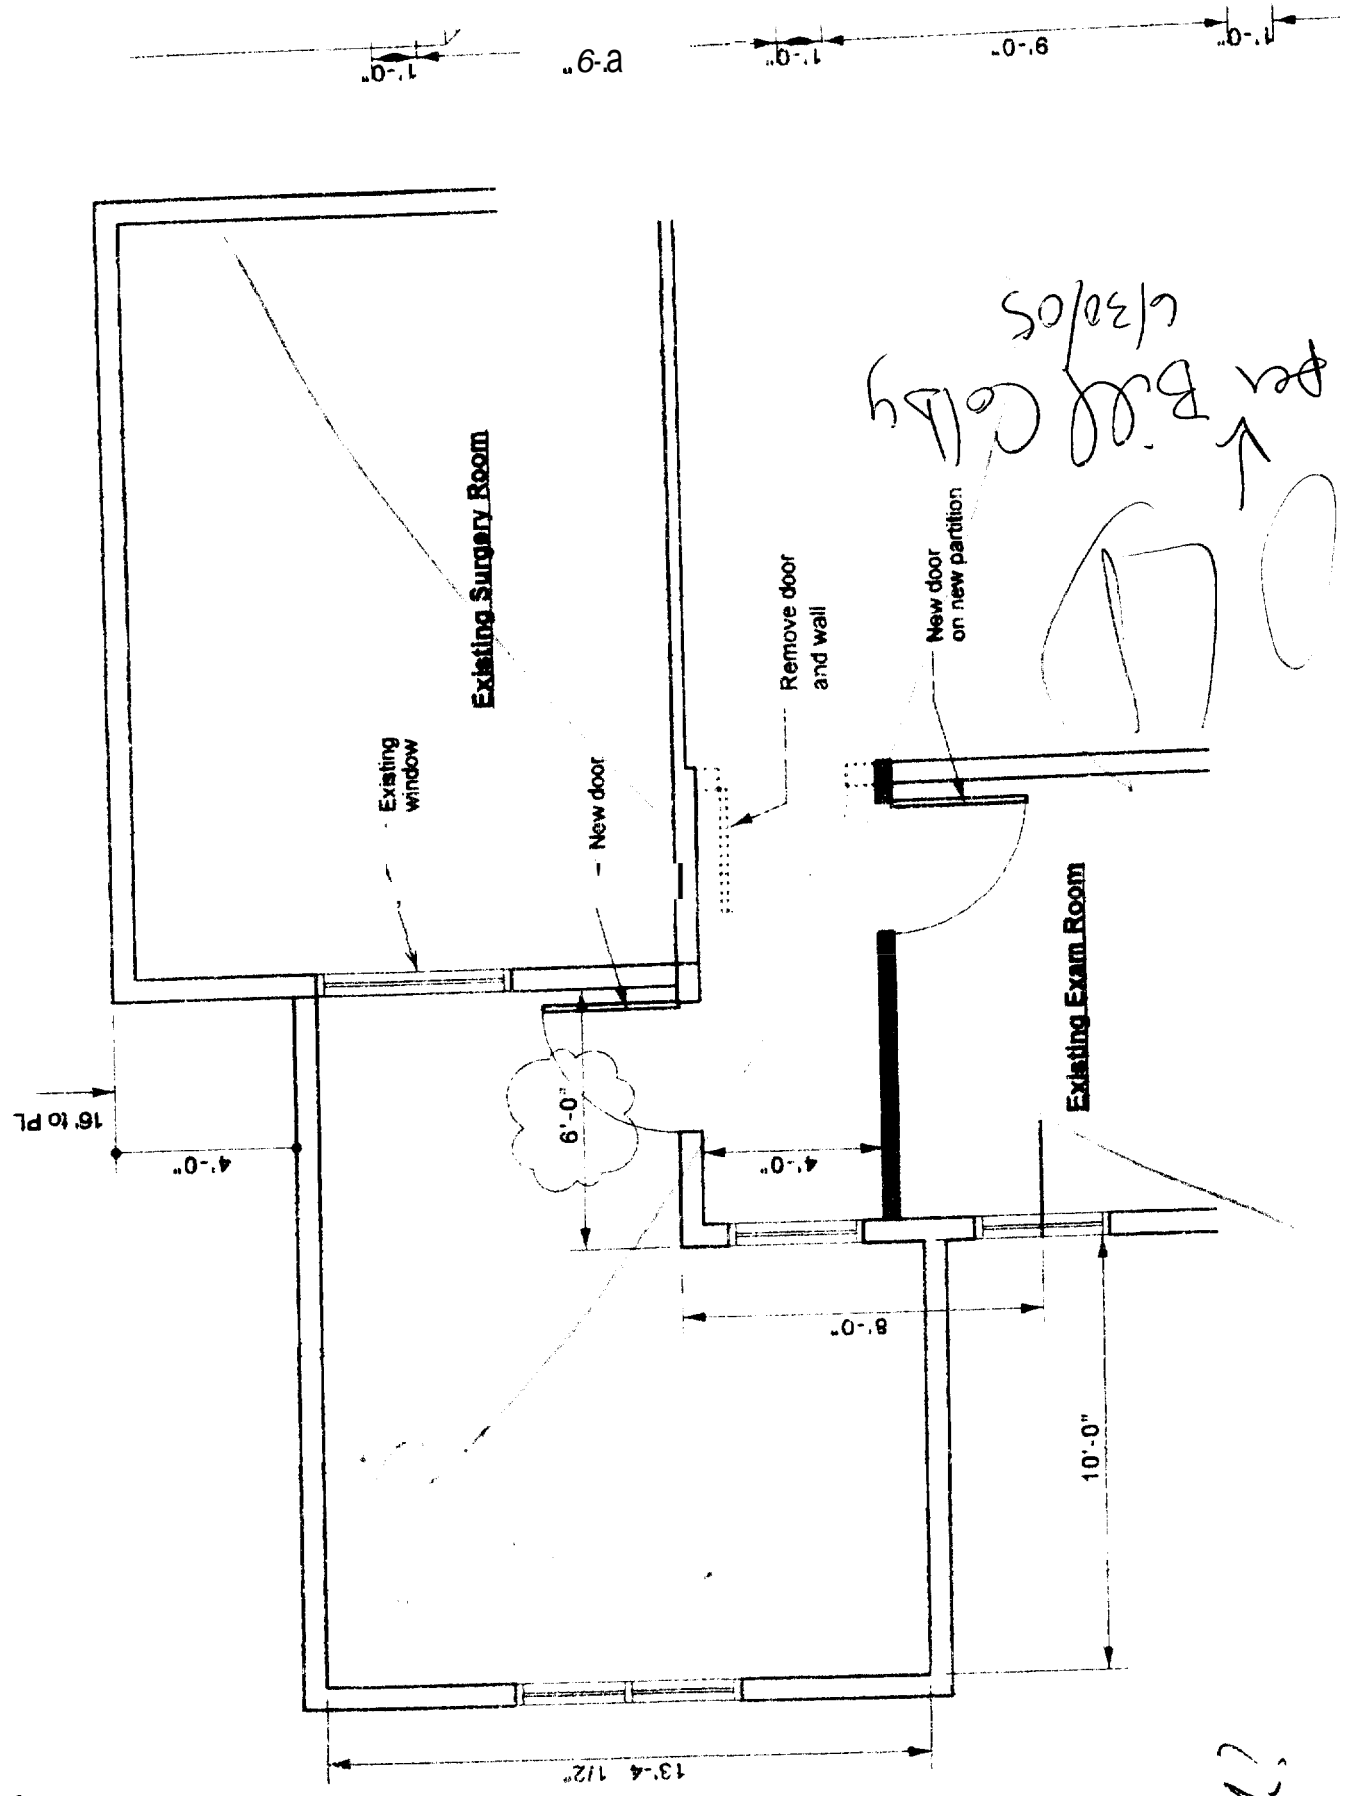 1'-0"
1'-0"
9'-0"
1'-0"
per Bill Colby
6/30/05
Existing Surgery Room
Existing
window
New door
Remove door
and wall
New door
on new partition
Existing Exam Room
16' to PL
4'-0"
6'-0"
4'-0"
8'-0"
10'-0"
13'-4 1/2"